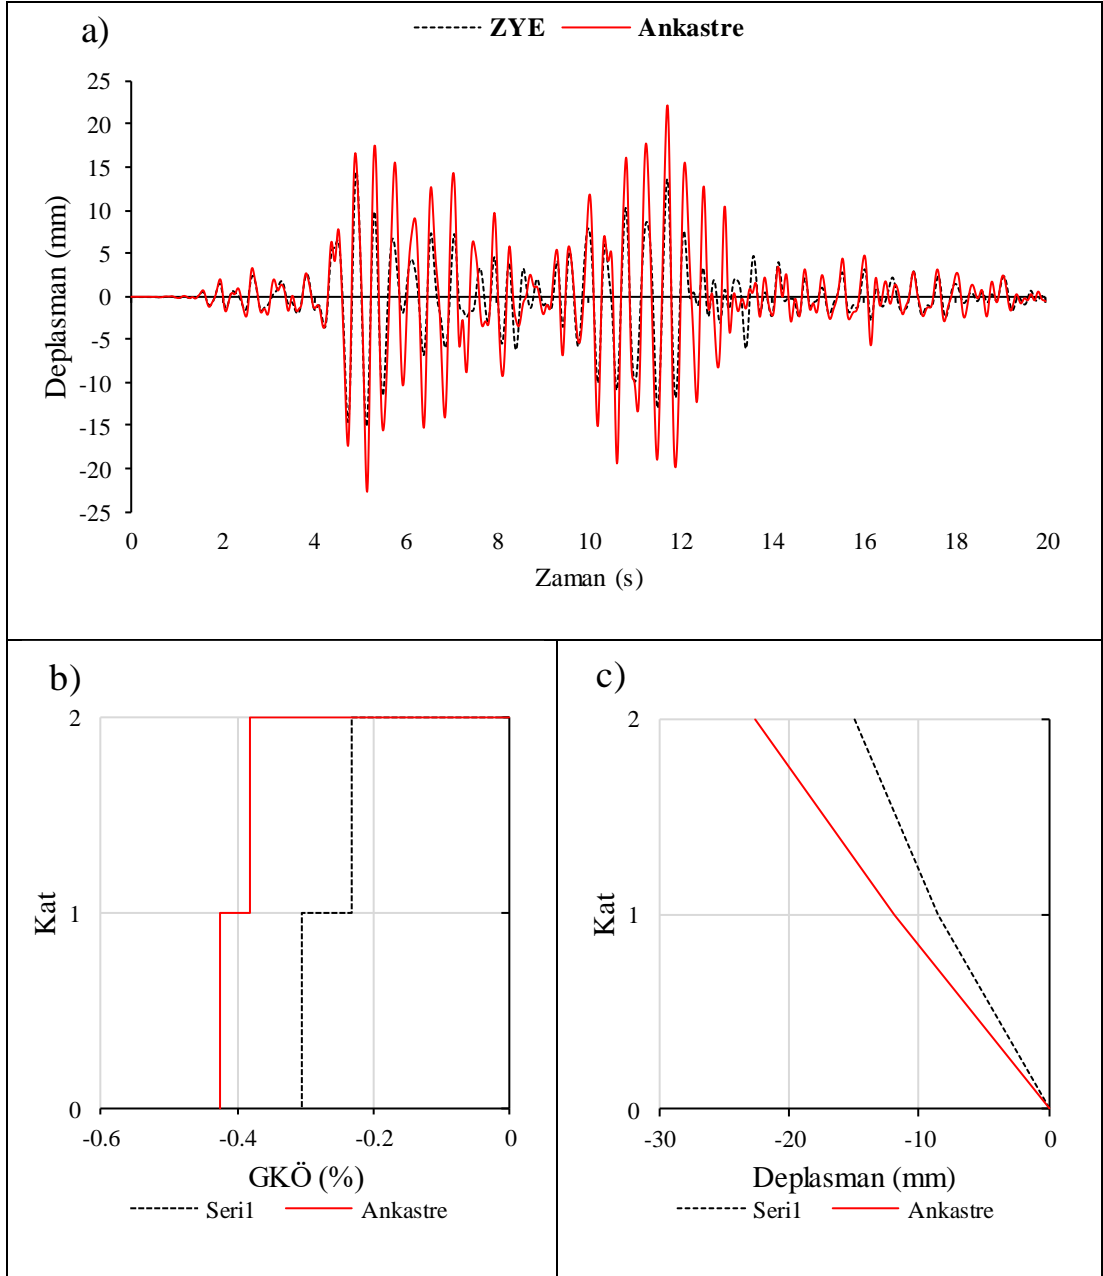 a)
ZYE Ankastre
25
20
15
10
5
0
-5
-10
-15
-20
-25
Deplasman (mm)
0 2 4 6 8 10 12 14 16 18 20
Zaman (s)
b)
2
1
0
Kat
-0.6 -0.4 -0.2 0
GKÖ (%)
Seri1 Ankastre
c)
2
1
0
Kat
-30 -20 -10 0
Deplasman (mm)
Seri1 Ankastre